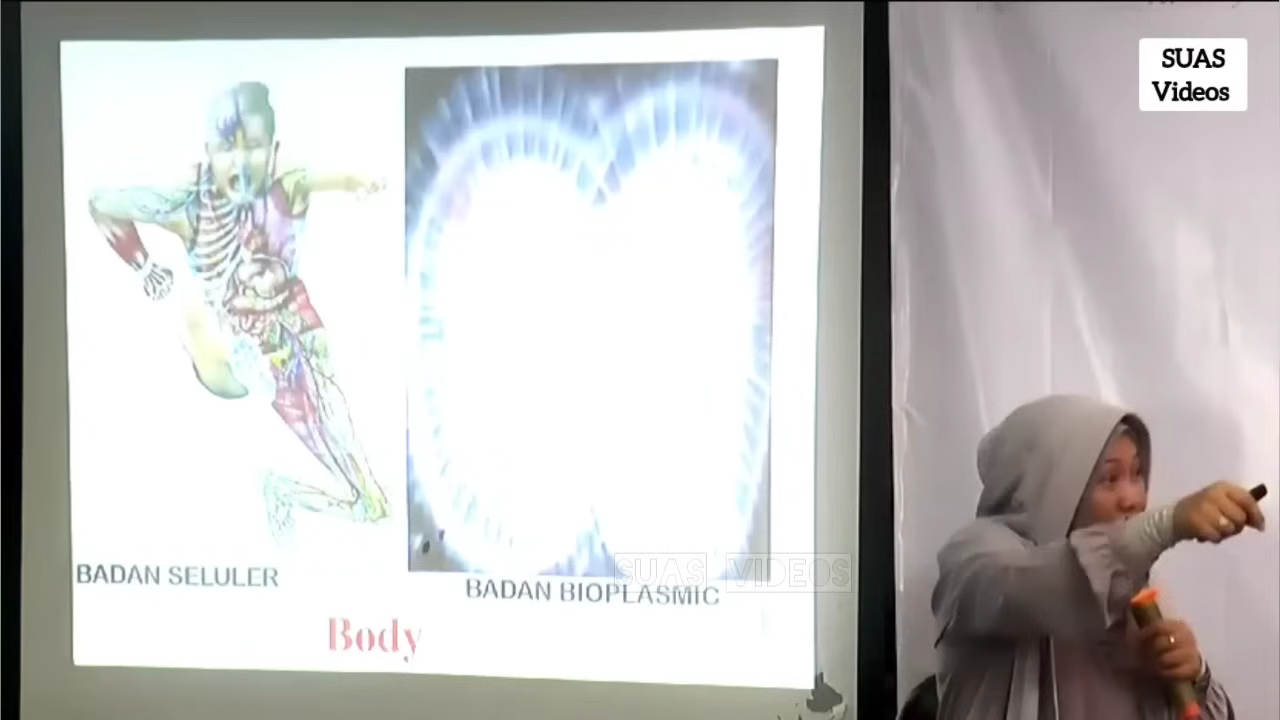 SUAS
Videos
BADAN SELULER
BADAN BIOPLASMIC
SUAS VIDEOS
Body